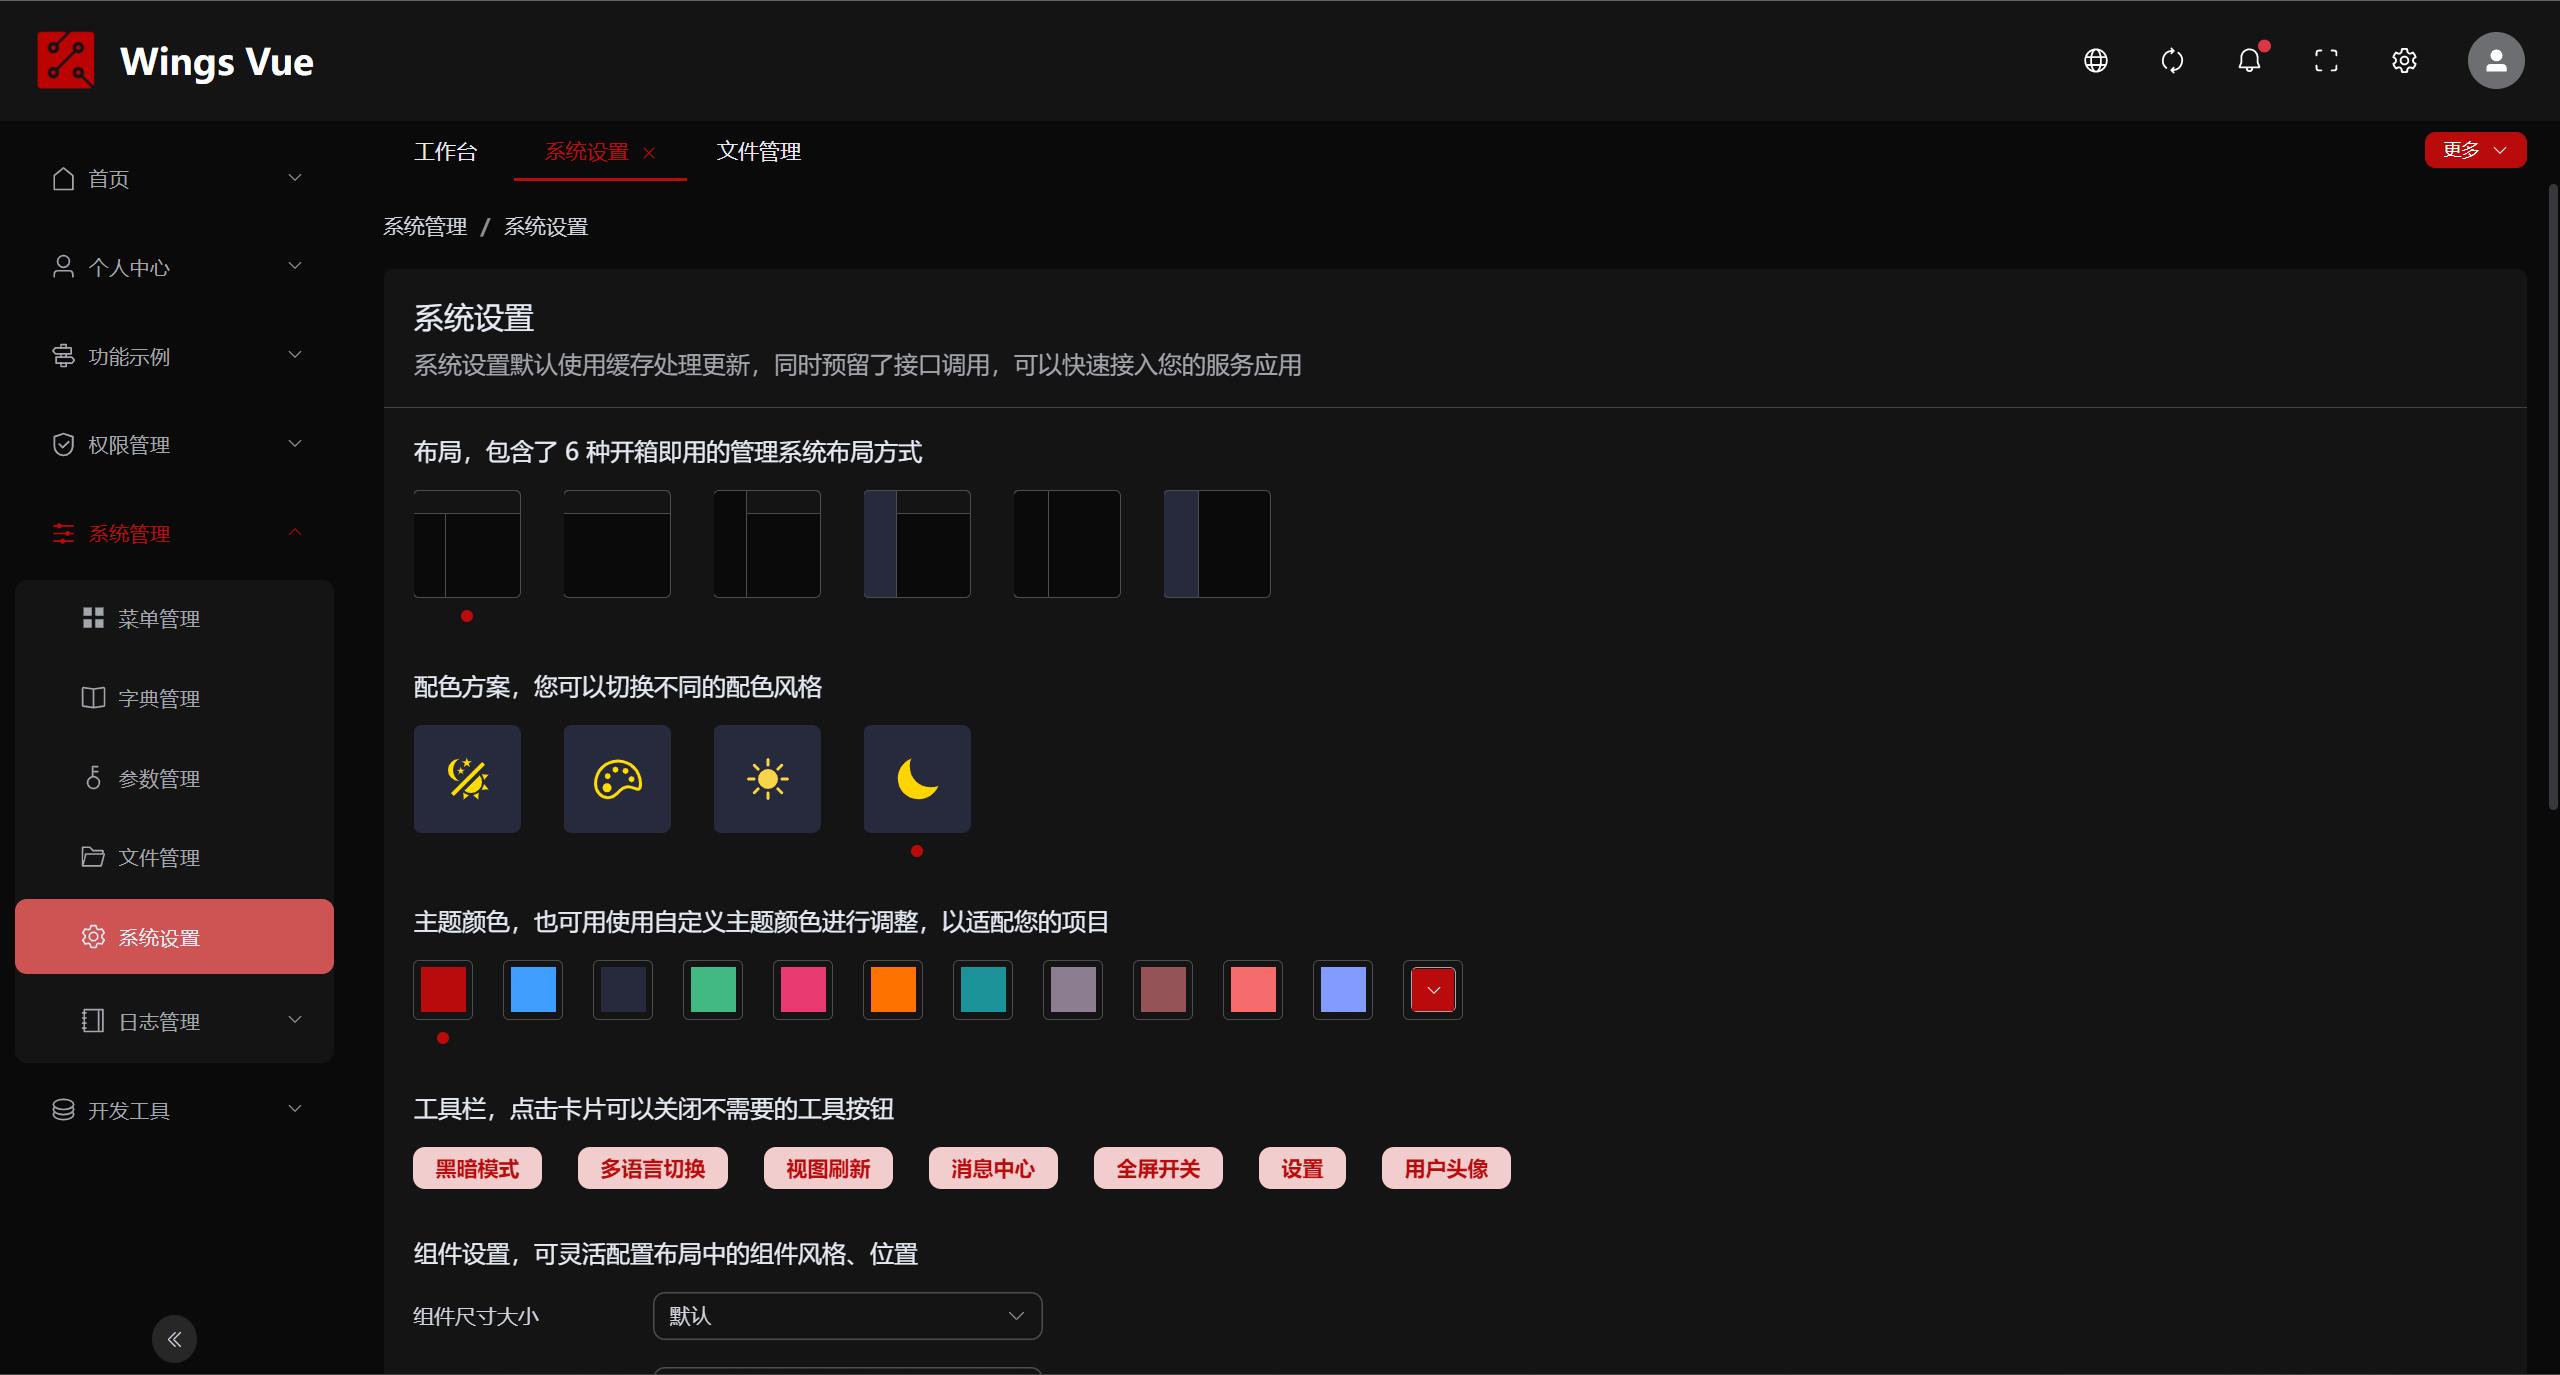 Wings Vue
首页
个人中心
功能示例
权限管理
系统管理
菜单管理
字典管理
参数管理
文件管理
系统设置
日志管理
开发工具
工作台
系统设置
文件管理
更多
系统管理 / 系统设置
系统设置
系统设置默认使用缓存处理更新，同时预留了接口调用，可以快速接入您的服务应用
布局，包含了 6 种开箱即用的管理系统布局方式
配色方案，您可以切换不同的配色风格
主题颜色，也可用使用自定义主题颜色进行调整，以适配您的项目
工具栏，点击卡片可以关闭不需要的工具按钮
黑暗模式
多语言切换
视图刷新
消息中心
全屏开关
设置
用户头像
组件设置，可灵活配置布局中的组件风格、位置
组件尺寸大小
默认